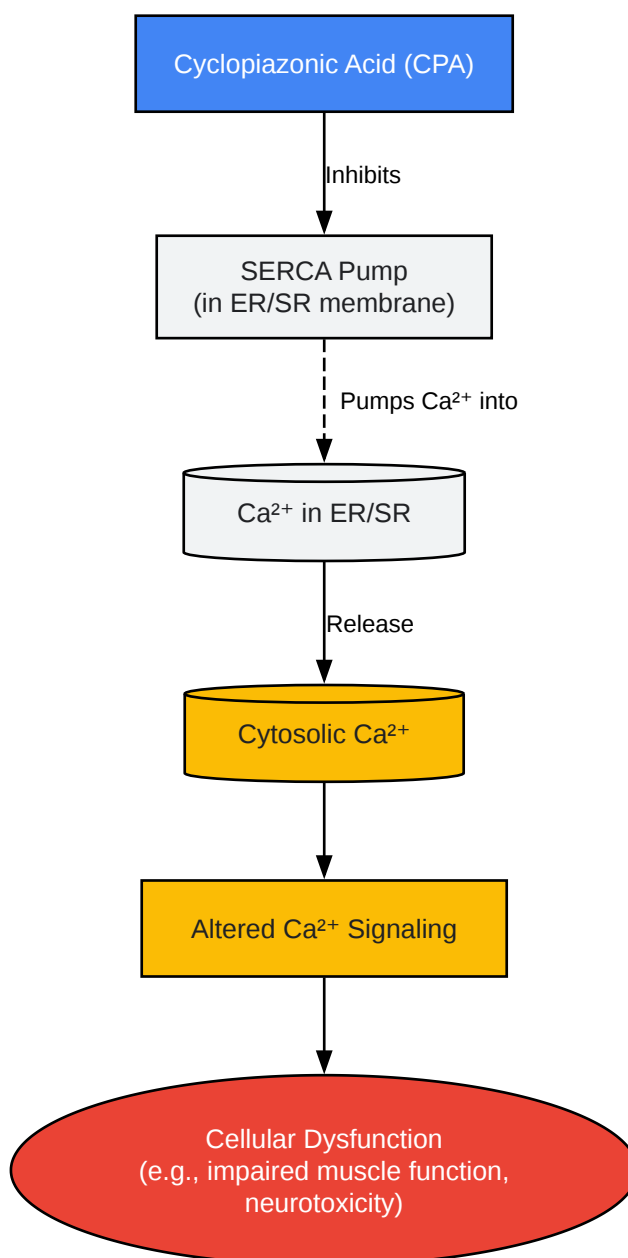 Cyclopiazonic Acid (CPA)
Inhibits
SERCA Pump
(in ER/SR membrane)
Pumps Ca²⁺ into
Ca²⁺ in ER/SR
Release
Cytosolic Ca²⁺
Altered Ca²⁺ Signaling
Cellular Dysfunction
(e.g., impaired muscle function,
neurotoxicity)